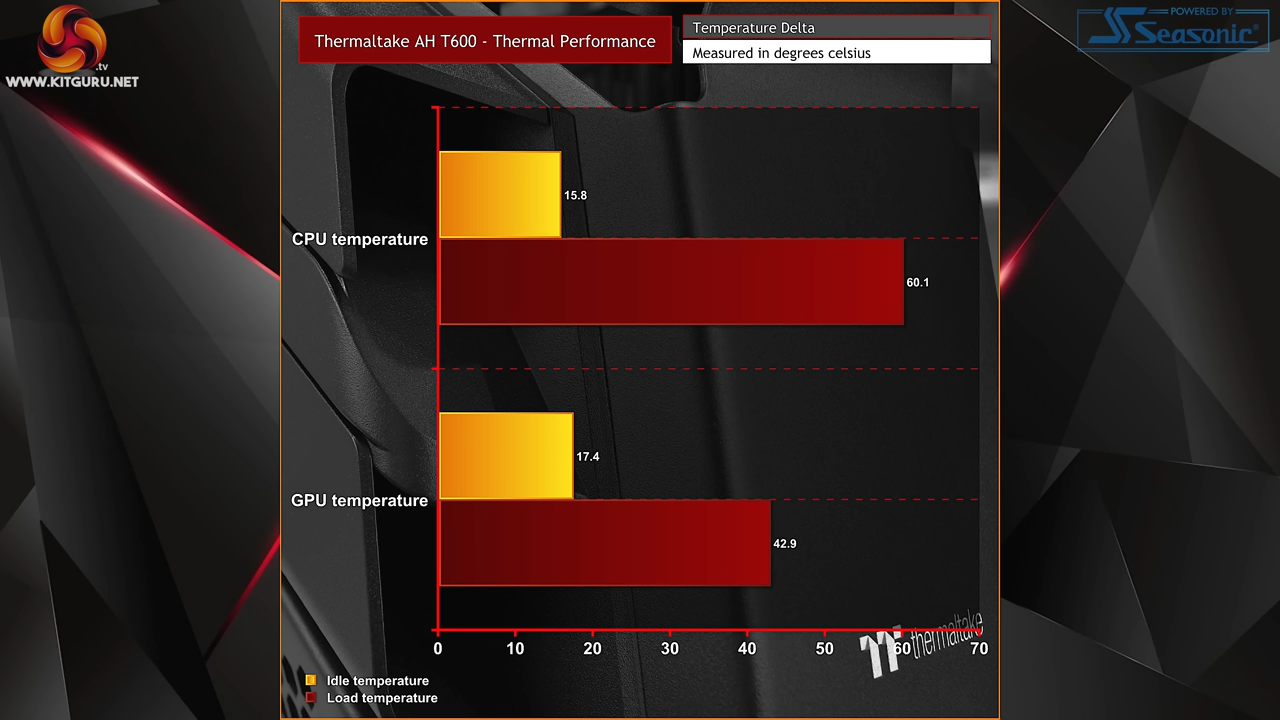 .tv
WWW.KITGURU.NET
Thermaltake AH T600 - Thermal Performance
Temperature Delta
Measured in degrees celsius
POWERED BY
Seasonic
15.8
CPU temperature
60.1
17.4
GPU temperature
42.9
thermaltake
0 10 20 30 40 50 60 70
Idle temperature
Load temperature